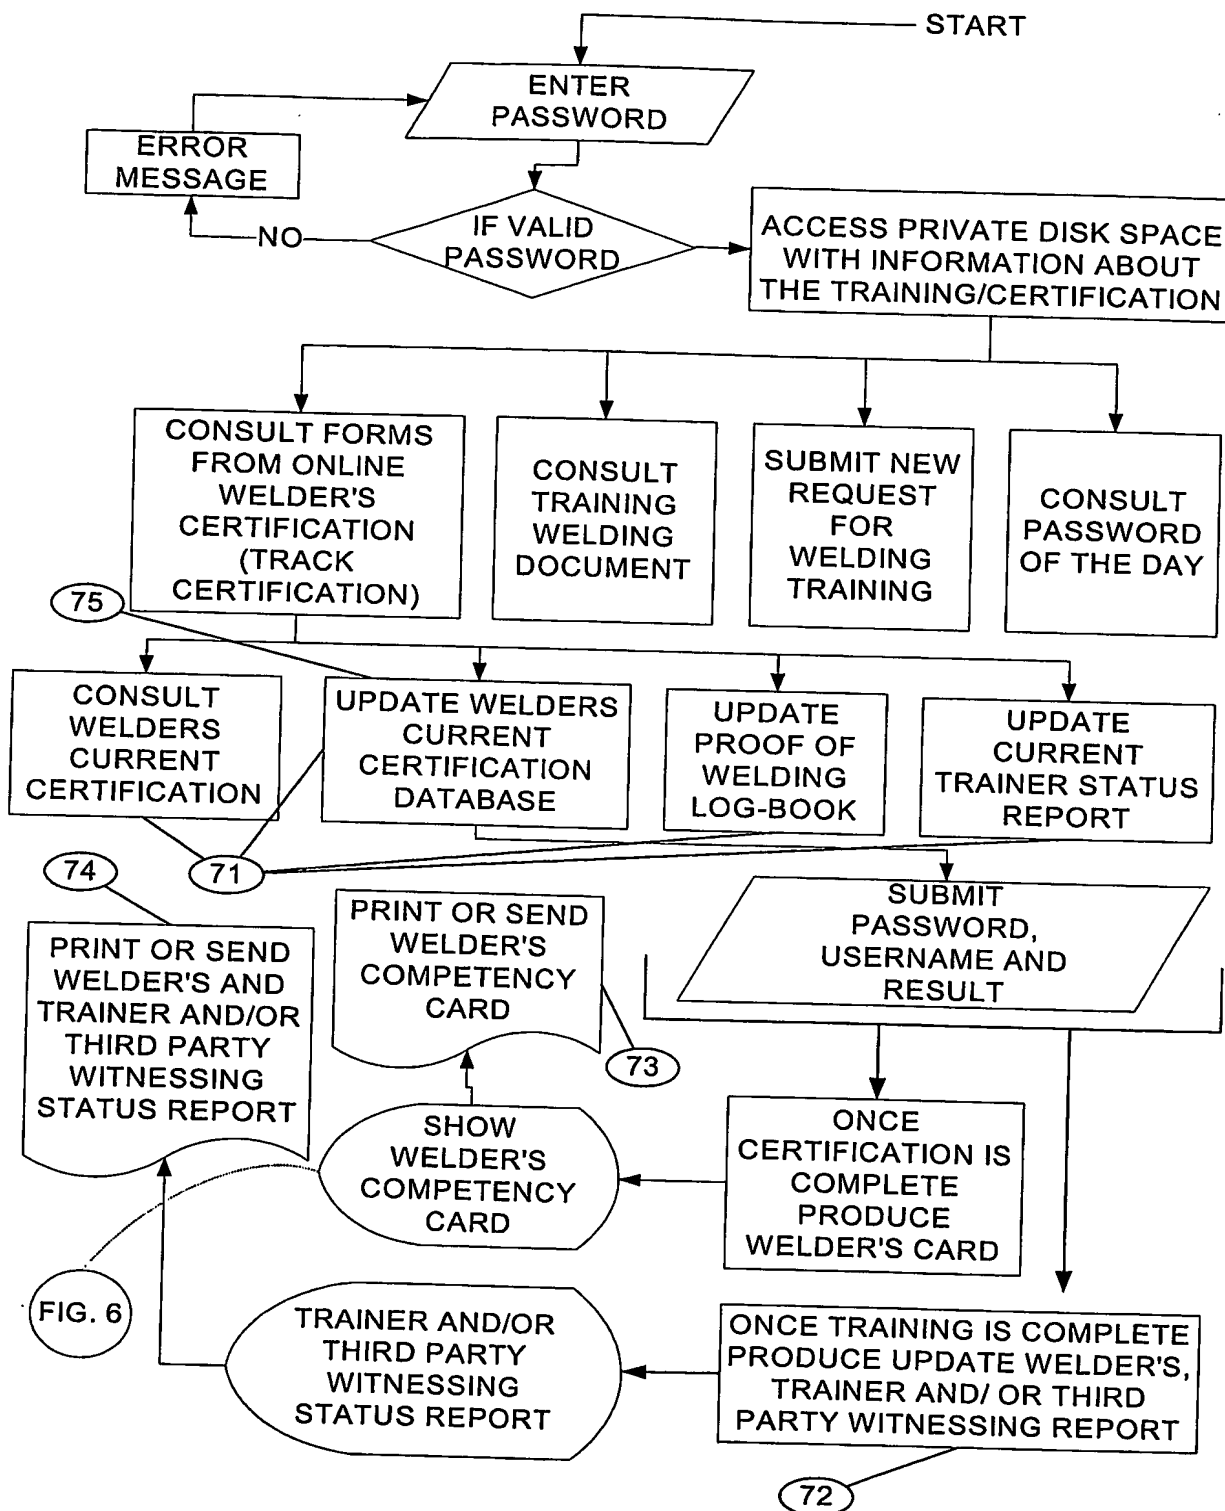 START
ENTER
PASSWORD
ERROR
MESSAGE
NO
IF VALID
PASSWORD
ACCESS PRIVATE DISK SPACE
WITH INFORMATION ABOUT
THE TRAINING/CERTIFICATION
CONSULT FORMS
FROM ONLINE
WELDER'S
CERTIFICATION
(TRACK
CERTIFICATION)
CONSULT
TRAINING
WELDING
DOCUMENT
SUBMIT NEW
REQUEST
FOR
WELDING
TRAINING
CONSULT
PASSWORD
OF THE DAY
75
CONSULT
WELDERS
CURRENT
CERTIFICATION
UPDATE WELDERS
CURRENT
CERTIFICATION
DATABASE
UPDATE
PROOF OF
WELDING
LOG-BOOK
UPDATE
CURRENT
TRAINER STATUS
REPORT
74
71
PRINT OR SEND
WELDER'S AND
TRAINER AND/OR
THIRD PARTY
WITNESSING
STATUS REPORT
PRINT OR SEND
WELDER'S
COMPETENCY
CARD
SUBMIT
PASSWORD,
USERNAME AND
RESULT
73
SHOW
WELDER'S
COMPETENCY
CARD
ONCE
CERTIFICATION IS
COMPLETE
PRODUCE
WELDER'S CARD
FIG. 6
TRAINER AND/OR
THIRD PARTY
WITNESSING
STATUS REPORT
ONCE TRAINING IS COMPLETE
PRODUCE UPDATE WELDER'S,
TRAINER AND/ OR THIRD
PARTY WITNESSING REPORT
72